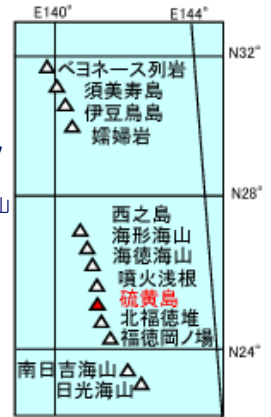 E140° E144°
N32°
ベヨネース列岩
須美寿島
伊豆鳥島
孀婦岩
山
N28°
西之島
海形海山
海徳海山
噴火浅根
硫黄島
北福徳堆
福徳岡ノ場
N24°
南日吉海山
日光海山